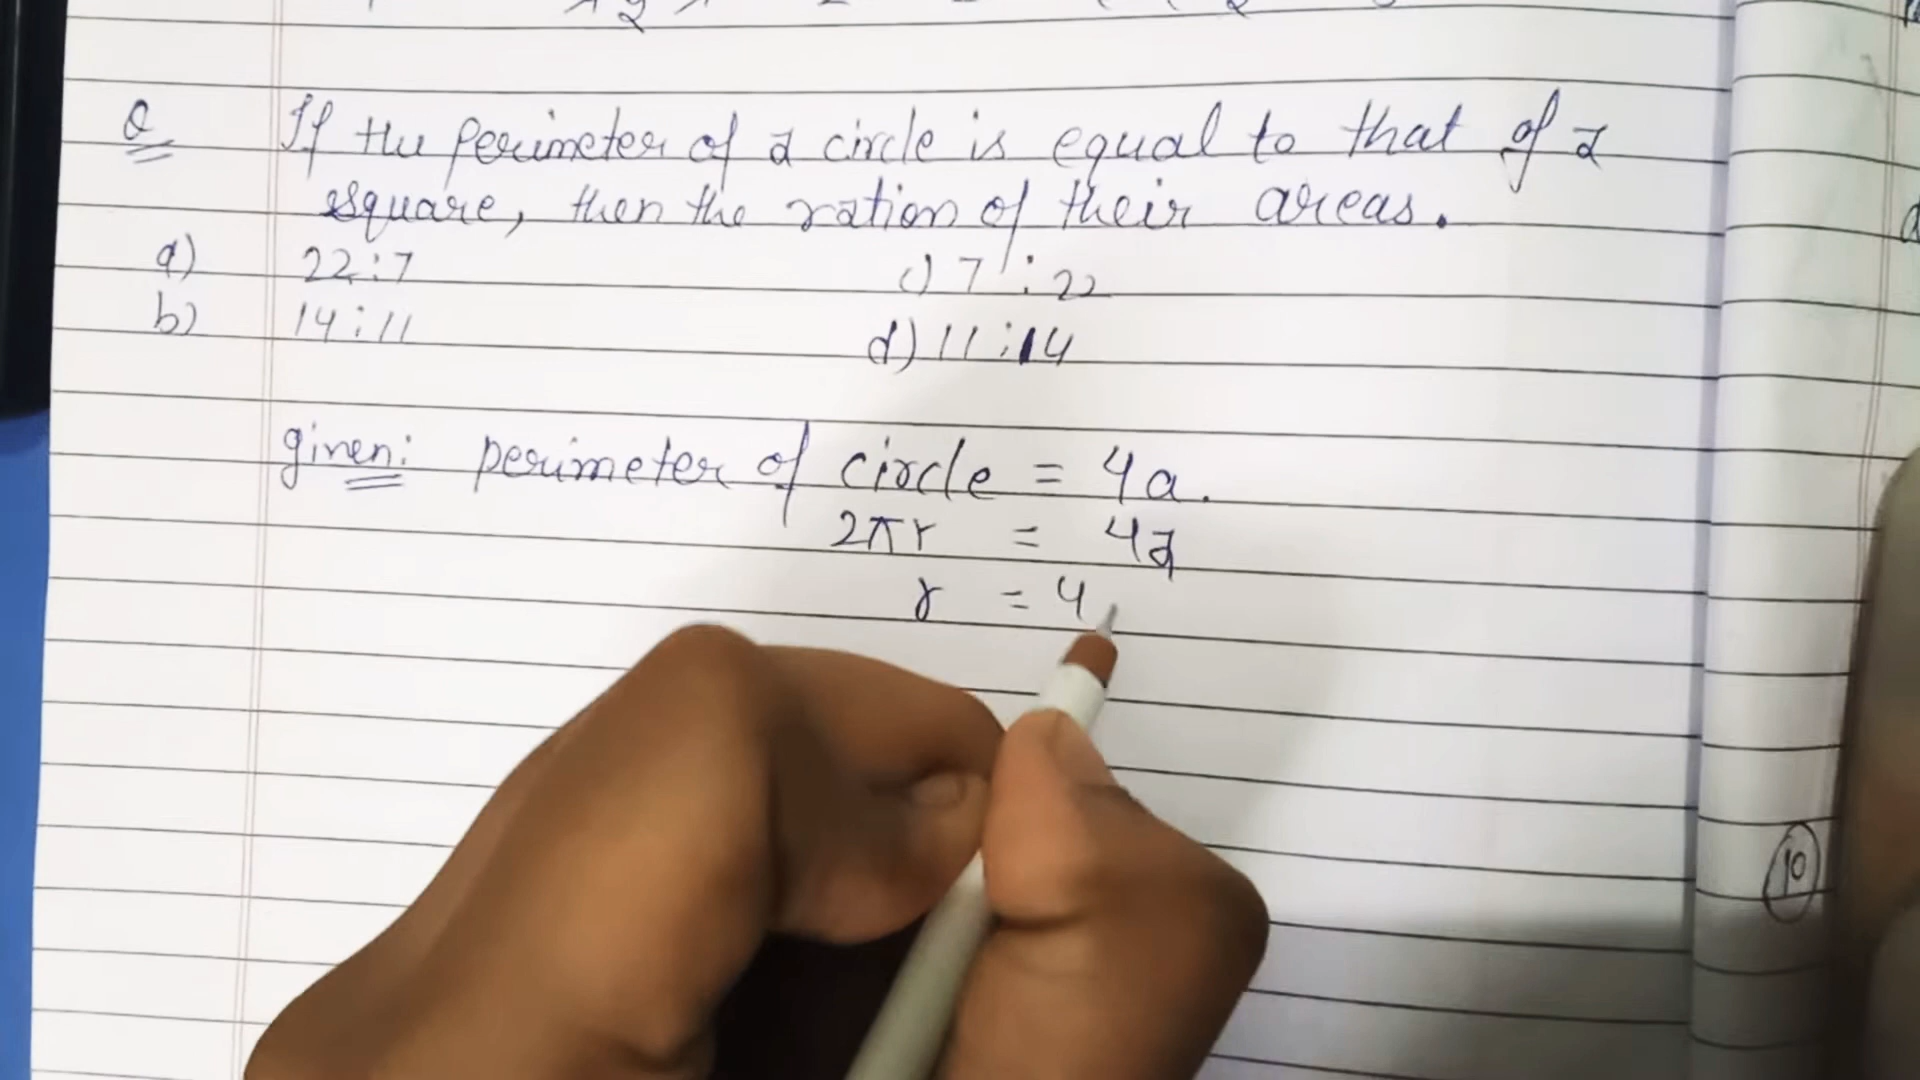 Q If the perimeter of a circle is equal to that of a
square, then the ration of their areas.
a) 22:7 c) 7:22
b) 14:11 d) 11:14
given: perimeter of circle = 4a.
2πr = 4a
r = 4
10